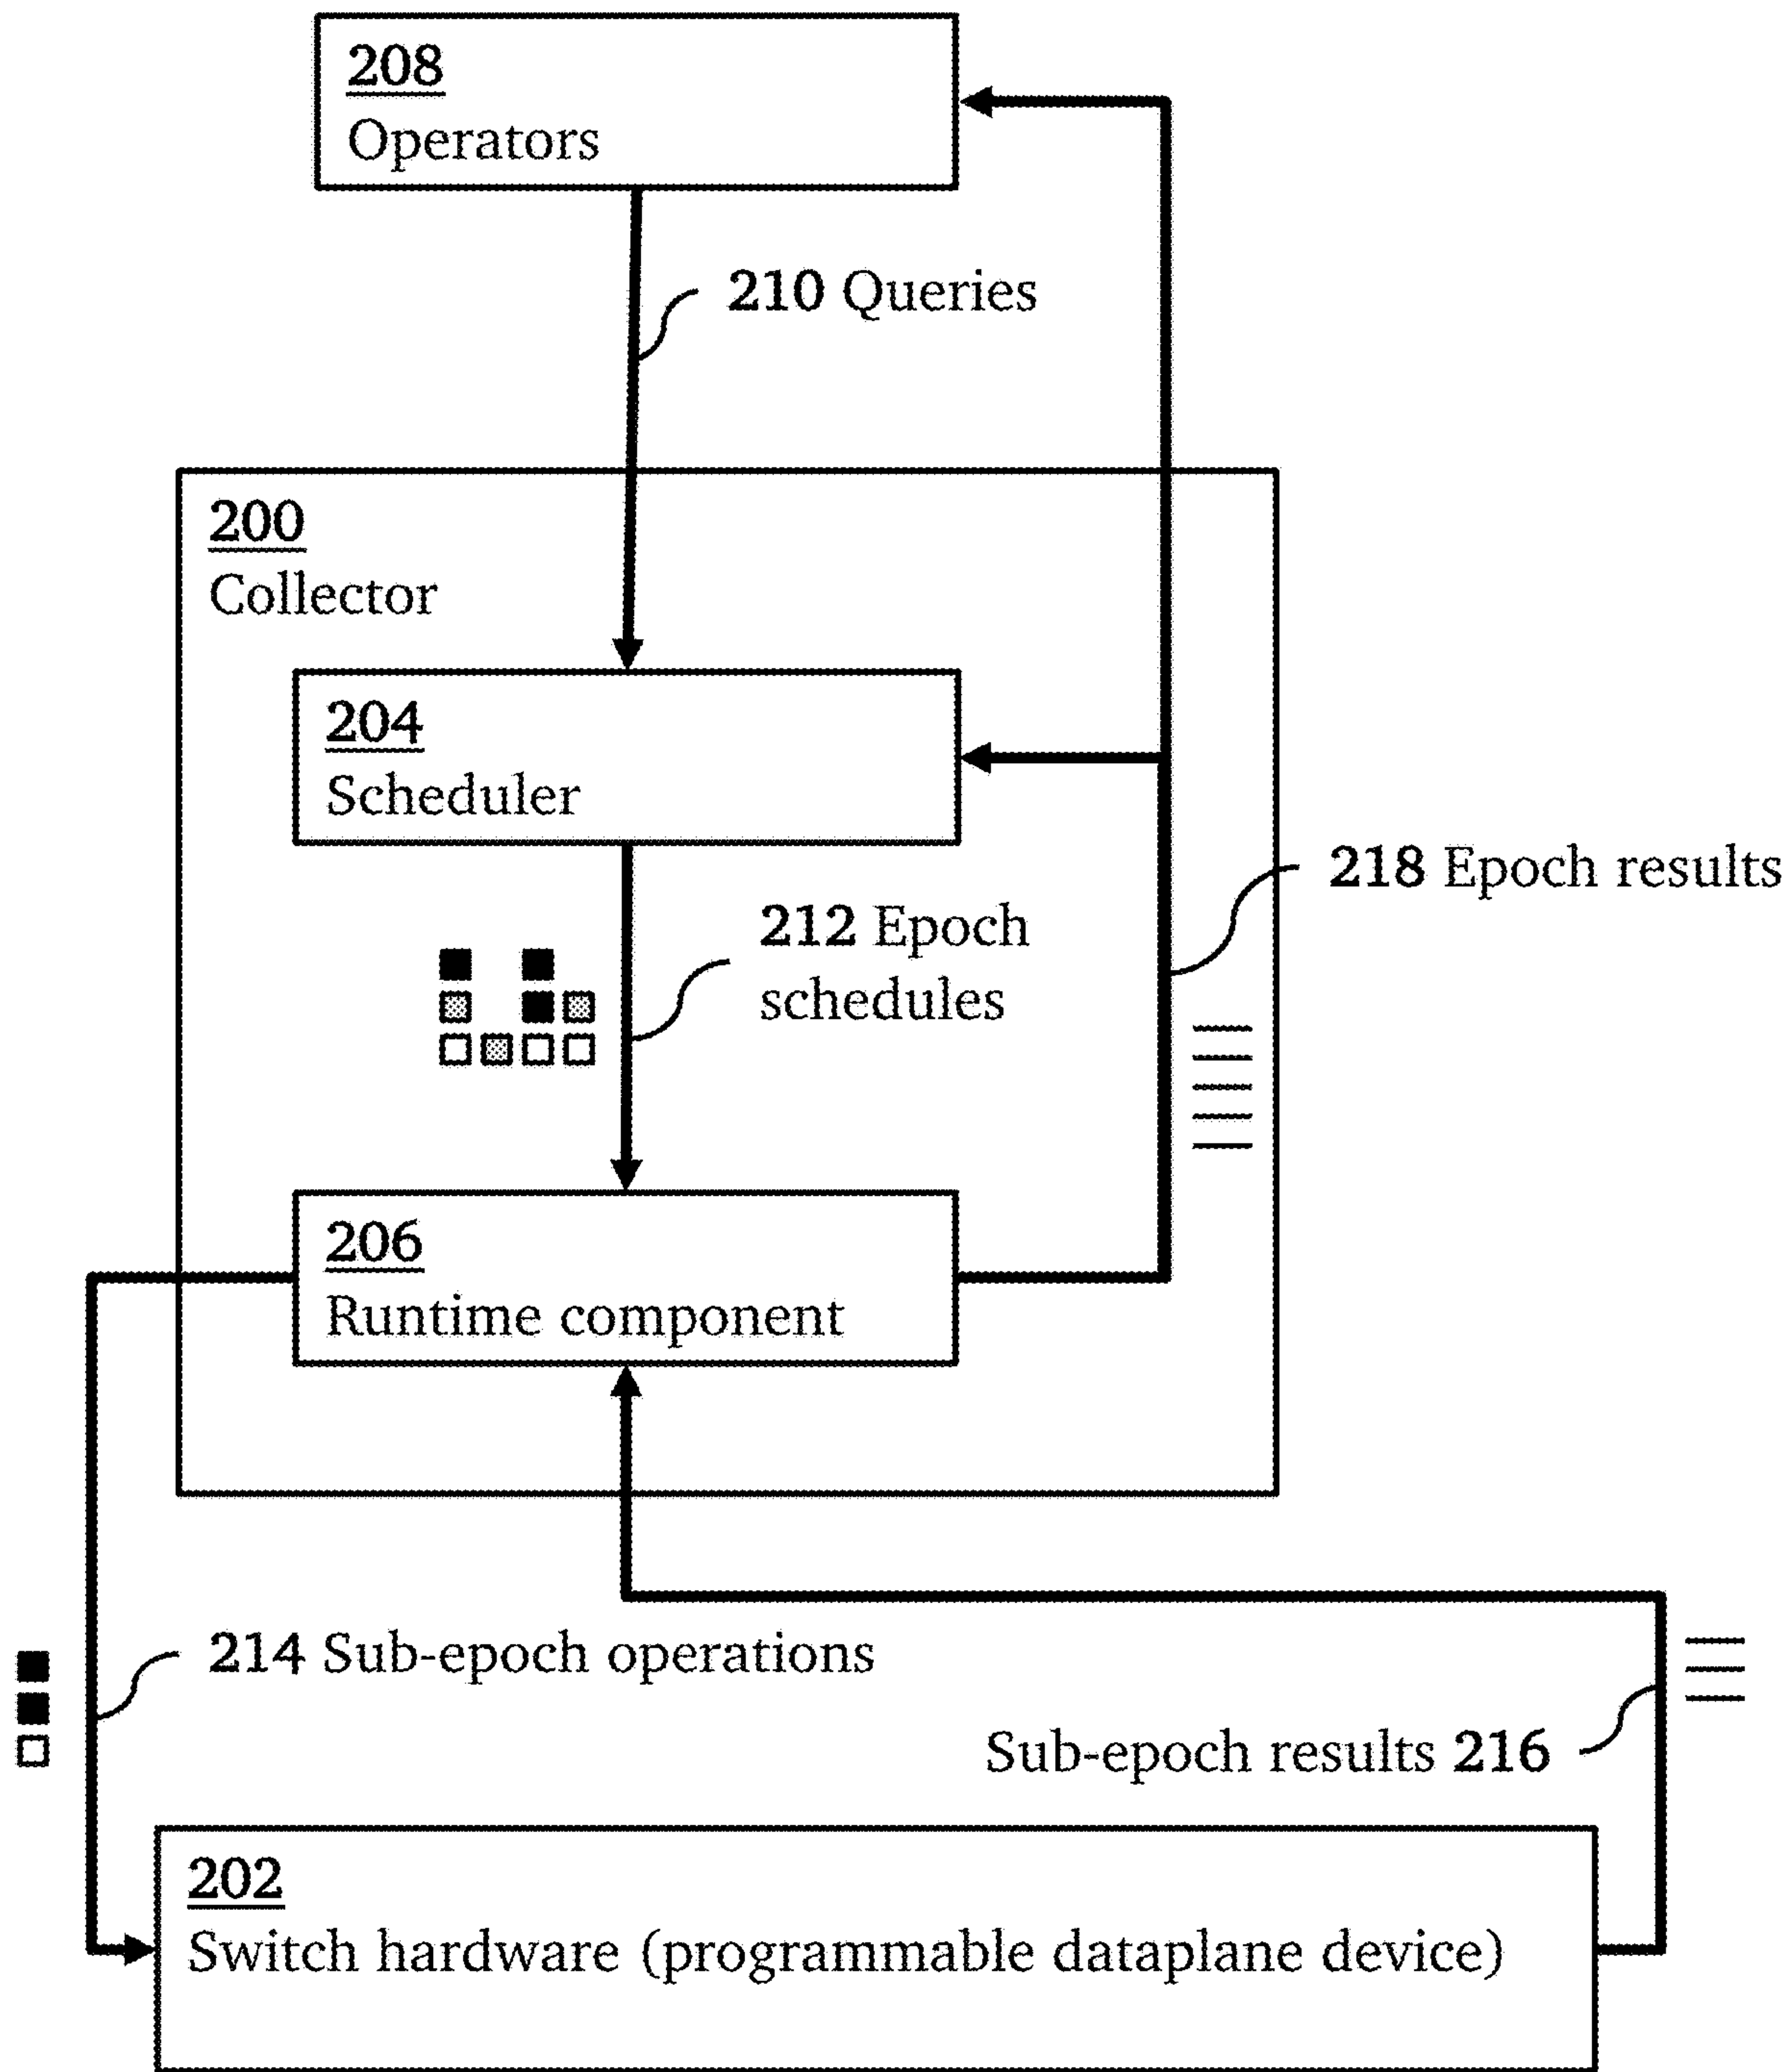 208
Operators
210 Queries
200
Collector
204
Scheduler
218 Epoch results
212 Epoch
schedules
206
Runtime component
214 Sub-epoch operations
Sub-epoch results 216
202
Switch hardware (programmable dataplane device)